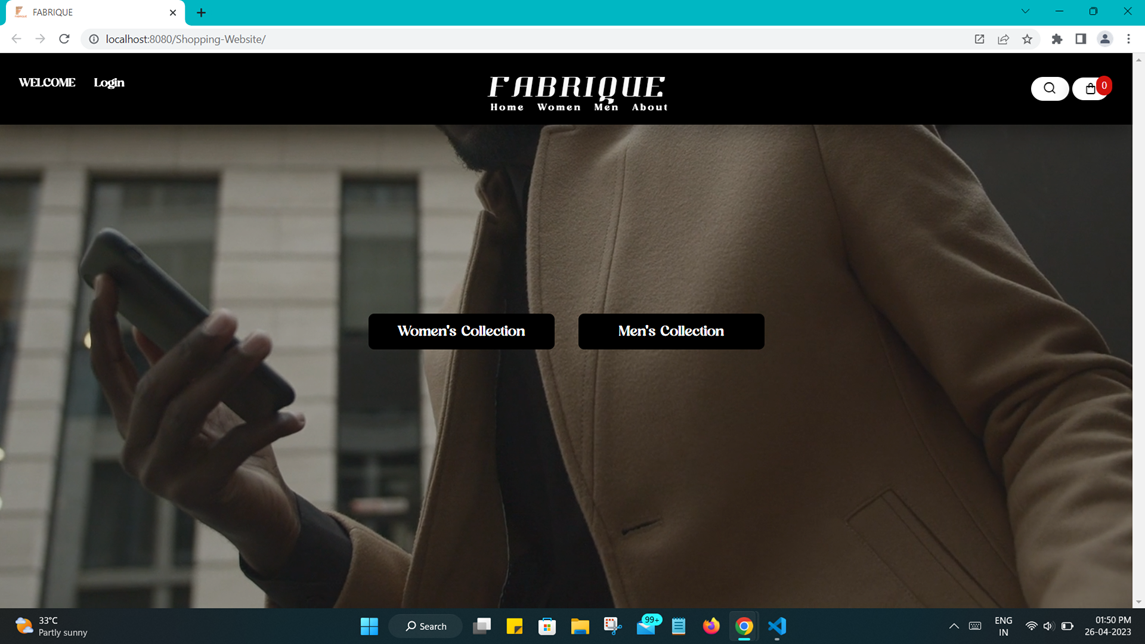 FABRIQUE
localhost:8080/Shopping-Website/
WELCOME Login
FABRIQUE
Home Women Men About
0
Women's Collection Men's Collection
33°C
Partly sunny
Search
99+
ENG
IN
01:50 PM
26-04-2023